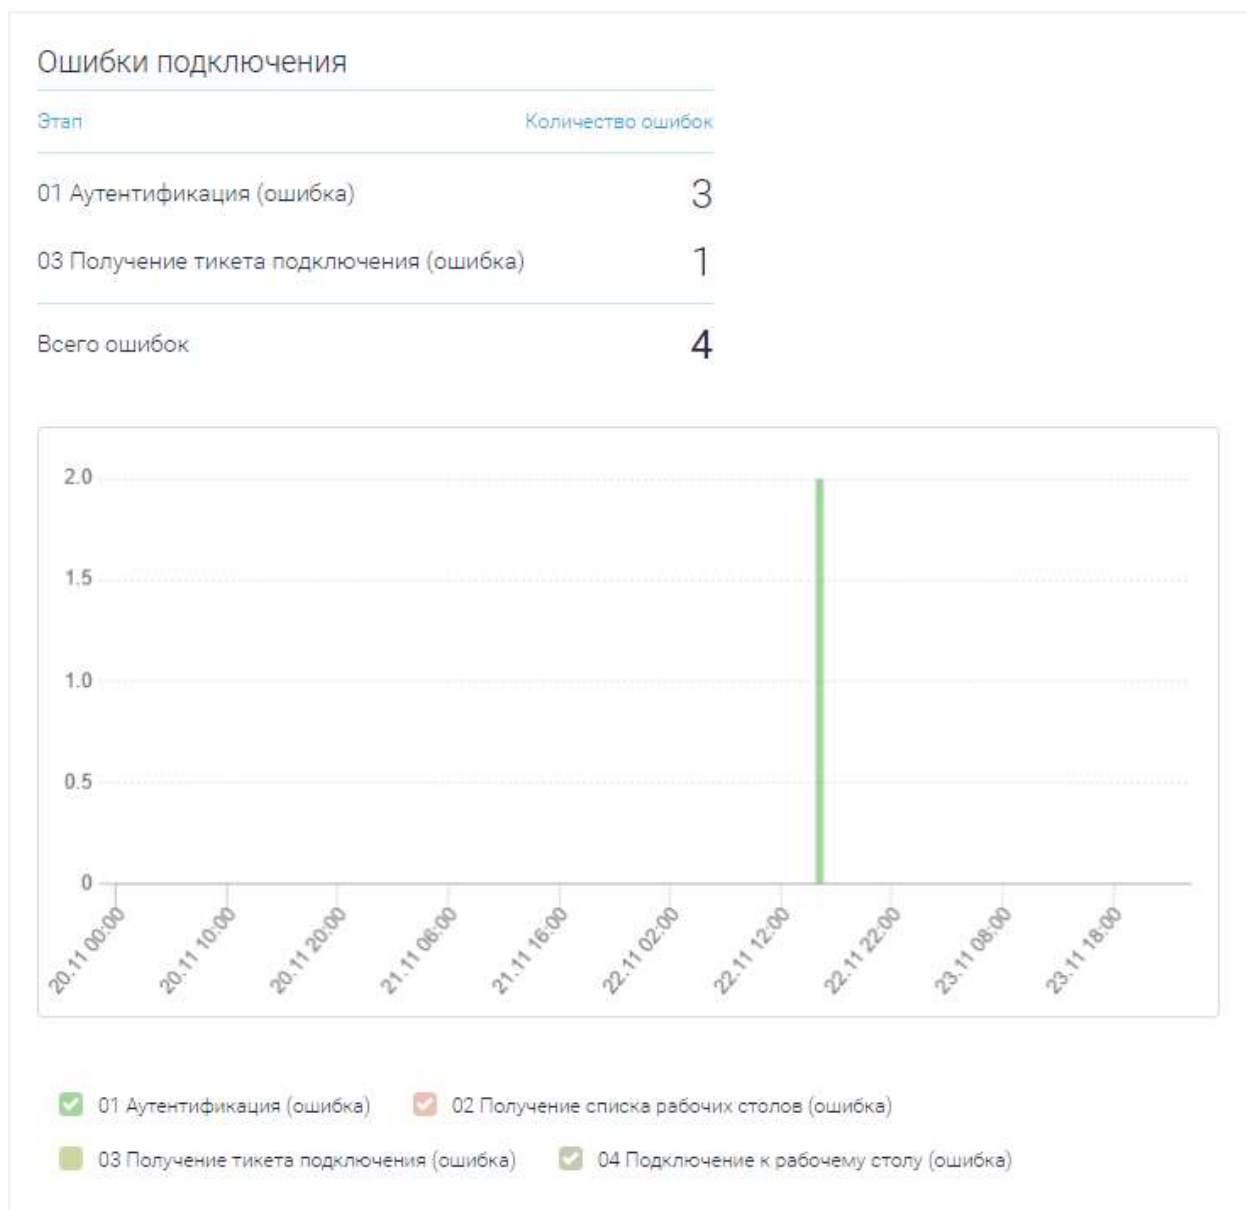 Ошибки подключения
Этап Количество ошибок
01 Аутентификация (ошибка) 3
03 Получение тикета подключения (ошибка) 1
Всего ошибок 4
2.0
1.5
1.0
0.5
0
20.11 00:00 20.11 10:00 20.11 20:00 21.11 06:00 21.11 16:00 22.11 02:00 22.11 12:00 22.11 22:00 23.11 08:00 23.11 18:00
01 Аутентификация (ошибка) 02 Получение списка рабочих столов (ошибка)
03 Получение тикета подключения (ошибка) 04 Подключение к рабочему столу (ошибка)